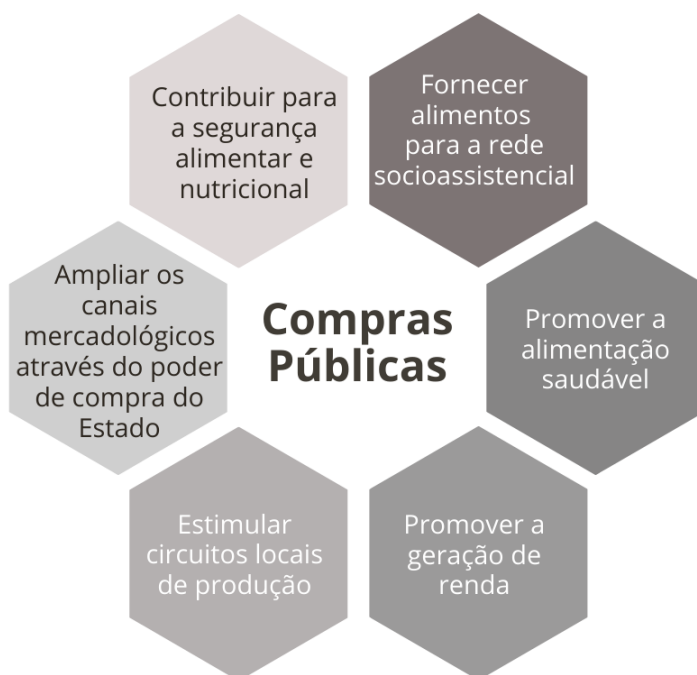 Contribuir para
a segurança
alimentar e
nutricional
Fornecer
alimentos
para a rede
socioassistencial
Ampliar os
canais
mercadológicos
através do poder
de compra do
Estado
Compras
Públicas
Promover a
alimentação
saudável
Estimular
circuitos locais
de produção
Promover a
geração de
renda